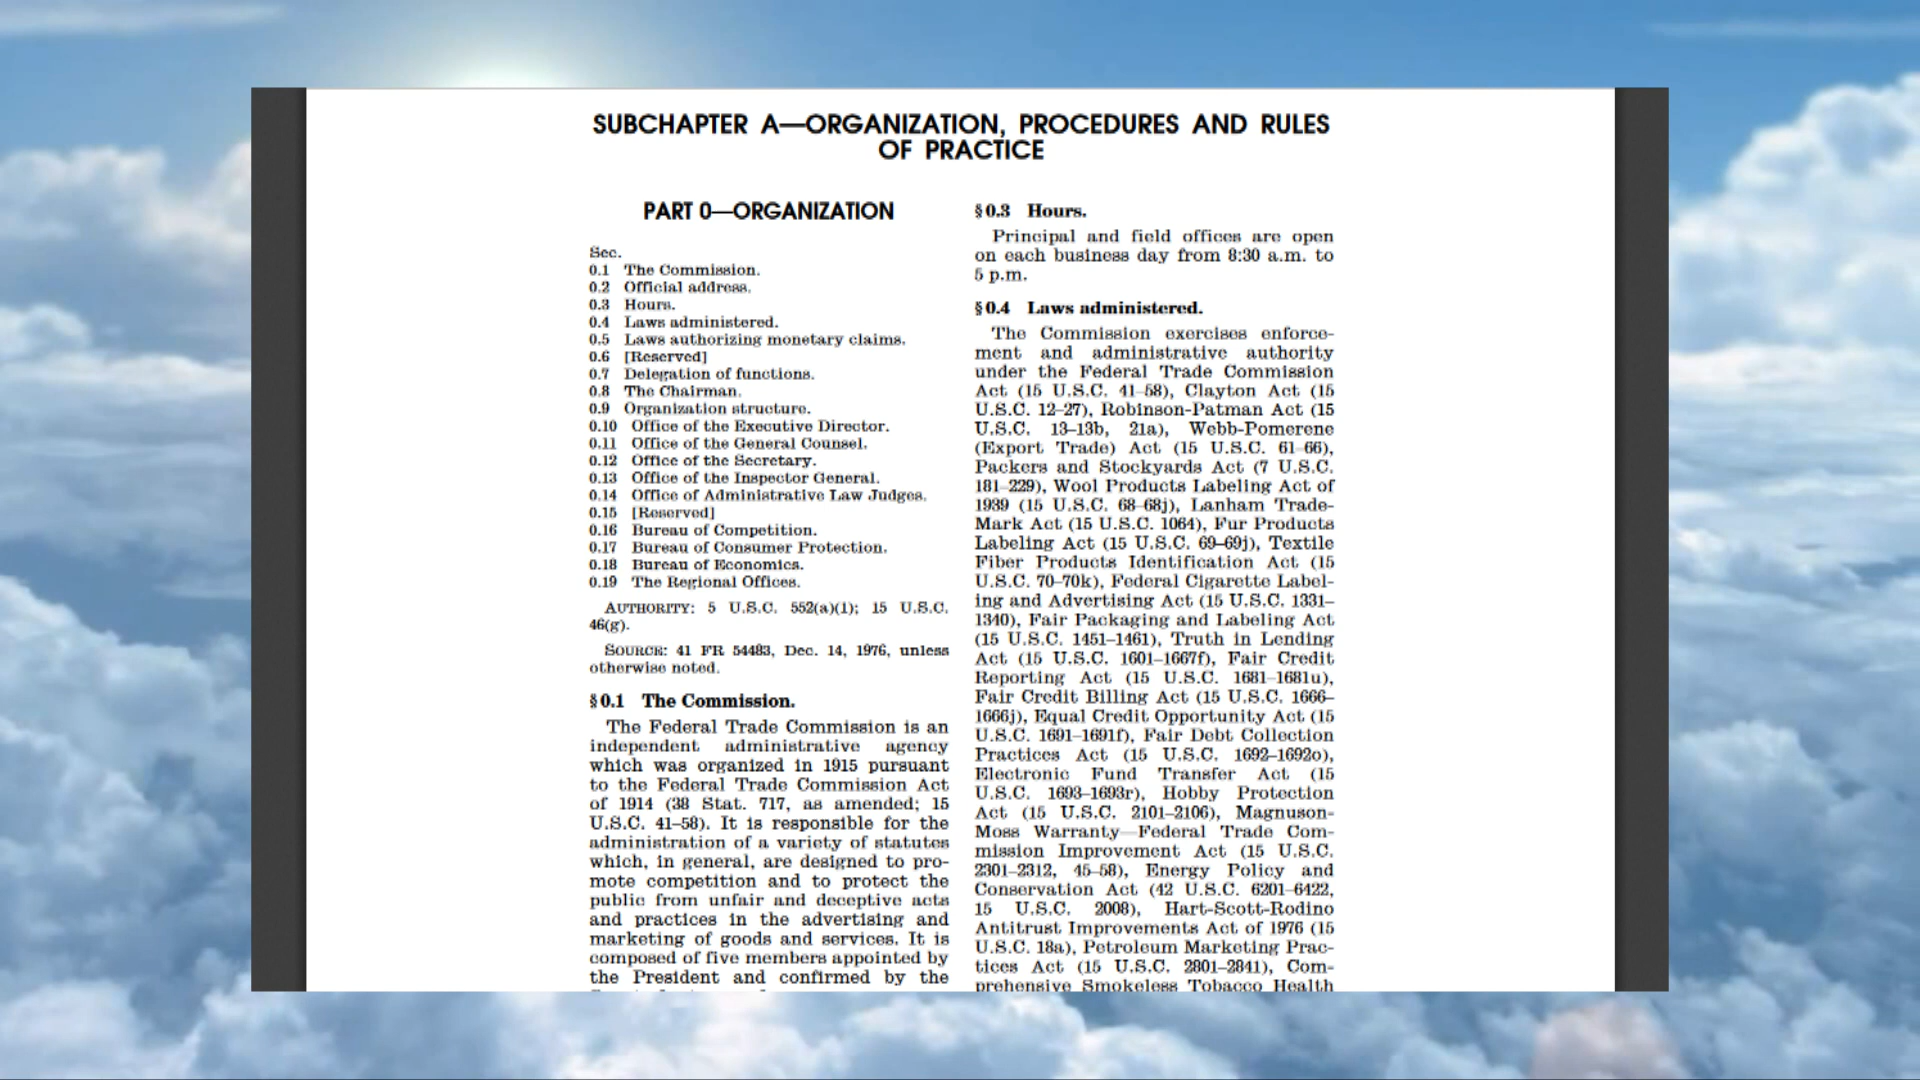 SUBCHAPTER A—ORGANIZATION, PROCEDURES AND RULES
OF PRACTICE
PART 0—ORGANIZATION
Sec.
0.1 The Commission.
0.2 Official address.
0.3 Hours.
0.4 Laws administered.
0.5 Laws authorizing monetary claims.
0.6 [Reserved]
0.7 Delegation of functions.
0.8 The Chairman.
0.9 Organization structure.
0.10 Office of the Executive Director.
0.11 Office of the General Counsel.
0.12 Office of the Secretary.
0.13 Office of the Inspector General.
0.14 Office of Administrative Law Judges.
0.15 [Reserved]
0.16 Bureau of Competition.
0.17 Bureau of Consumer Protection.
0.18 Bureau of Economics.
0.19 The Regional Offices.
AUTHORITY: 5 U.S.C. 552(a)(1); 15 U.S.C.
46(g).
SOURCE: 41 FR 54483, Dec. 14, 1976, unless
otherwise noted.
§ 0.1 The Commission.
The Federal Trade Commission is an
independent administrative agency
which was organized in 1915 pursuant
to the Federal Trade Commission Act
of 1914 (38 Stat. 717, as amended; 15
U.S.C. 41–58). It is responsible for the
administration of a variety of statutes
which, in general, are designed to pro-
mote competition and to protect the
public from unfair and deceptive acts
and practices in the advertising and
marketing of goods and services. It is
composed of five members appointed by
the President and confirmed by the
§ 0.3 Hours.
Principal and field offices are open
on each business day from 8:30 a.m. to
5 p.m.
§ 0.4 Laws administered.
The Commission exercises enforce-
ment and administrative authority
under the Federal Trade Commission
Act (15 U.S.C. 41–58), Clayton Act (15
U.S.C. 12–27), Robinson-Patman Act (15
U.S.C. 13–13b, 21a), Webb-Pomerene
(Export Trade) Act (15 U.S.C. 61–66),
Packers and Stockyards Act (7 U.S.C.
181–229), Wool Products Labeling Act of
1939 (15 U.S.C. 68–68j), Lanham Trade-
Mark Act (15 U.S.C. 1064), Fur Products
Labeling Act (15 U.S.C. 69–69j), Textile
Fiber Products Identification Act (15
U.S.C. 70–70k), Federal Cigarette Label-
ing and Advertising Act (15 U.S.C. 1331–
1340), Fair Packaging and Labeling Act
(15 U.S.C. 1451–1461), Truth in Lending
Act (15 U.S.C. 1601–1667f), Fair Credit
Reporting Act (15 U.S.C. 1681–1681u),
Fair Credit Billing Act (15 U.S.C. 1666–
1666j), Equal Credit Opportunity Act (15
U.S.C. 1691–1691f), Fair Debt Collection
Practices Act (15 U.S.C. 1692–1692o),
Electronic Fund Transfer Act (15
U.S.C. 1693–1693r), Hobby Protection
Act (15 U.S.C. 2101–2106), Magnuson-
Moss Warranty—Federal Trade Com-
mission Improvement Act (15 U.S.C.
2301–2312, 45–58), Energy Policy and
Conservation Act (42 U.S.C. 6201–6422,
15 U.S.C. 2008), Hart-Scott-Rodino
Antitrust Improvements Act of 1976 (15
U.S.C. 18a), Petroleum Marketing Prac-
tices Act (15 U.S.C. 2801–2841), Com-
prehensive Smokeless Tobacco Health